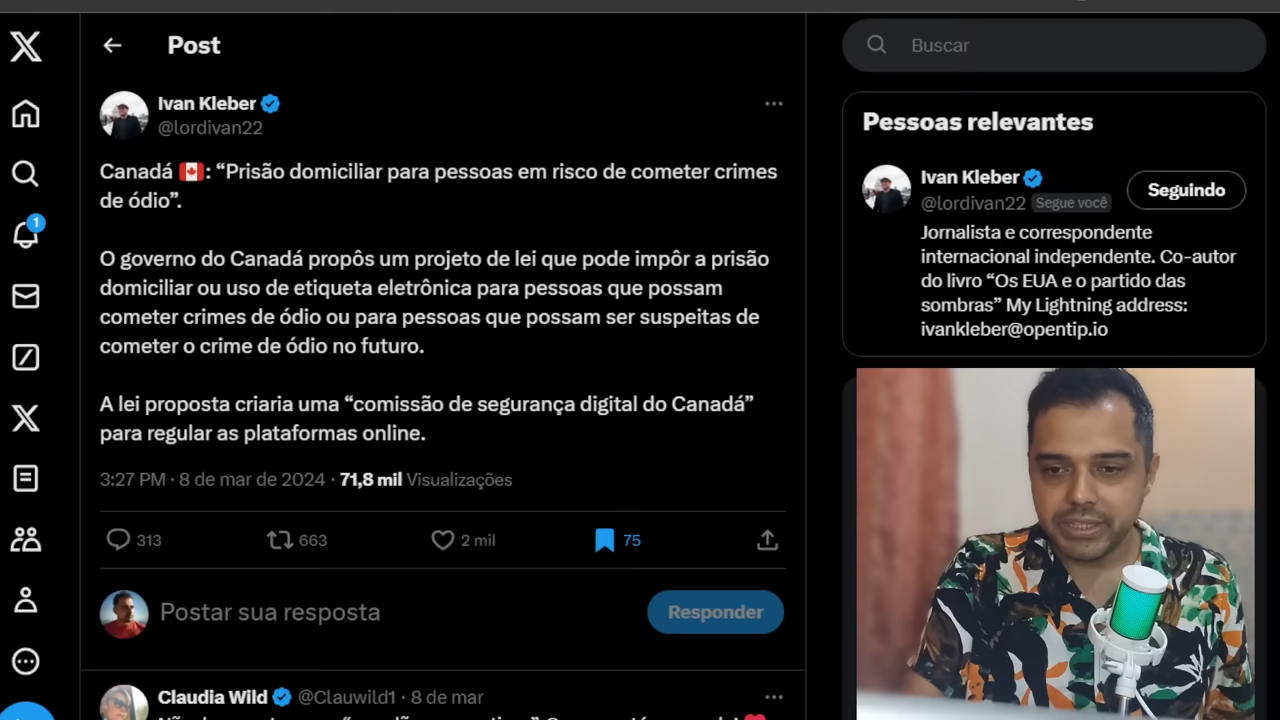 Post
Buscar
Ivan Kleber
@lordivan22
Canadá 🇨🇦: “Prisão domiciliar para pessoas em risco de cometer crimes
de ódio”.
O governo do Canadá propôs um projeto de lei que pode impôr a prisão
domiciliar ou uso de etiqueta eletrônica para pessoas que possam
cometer crimes de ódio ou para pessoas que possam ser suspeitas de
cometer o crime de ódio no futuro.
A lei proposta criaria uma “comissão de segurança digital do Canadá”
para regular as plataformas online.
3:27 PM · 8 de mar de 2024 · 71,8 mil Visualizações
313 663 2 mil 75
Postar sua resposta
Responder
Claudia Wild @Clauwild1 · 8 de mar
Pessoas relevantes
Ivan Kleber
@lordivan22 Segue você
Seguindo
Jornalista e correspondente
internacional independente. Co-autor
do livro “Os EUA e o partido das
sombras” My Lightning address:
ivankleber@opentip.io
1